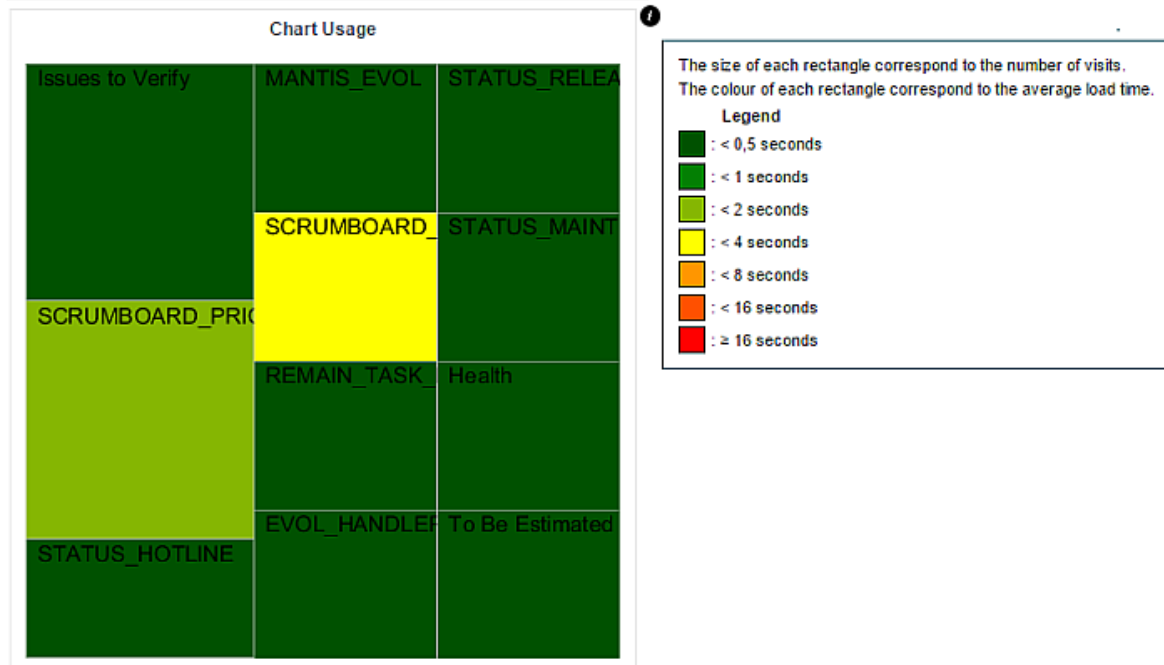 Chart Usage
i
Issues to Verify
MANTIS_EVOL
STATUS_RELEA
SCRUMBOARD_
STATUS_MAINT
SCRUMBOARD_PRIO
REMAIN_TASK_
Health
EVOL_HANDLER
To Be Estimated
STATUS_HOTLINE
The size of each rectangle correspond to the number of visits.
The colour of each rectangle correspond to the average load time.
Legend
: < 0,5 seconds
: < 1 seconds
: < 2 seconds
: < 4 seconds
: < 8 seconds
: < 16 seconds
: ≥ 16 seconds